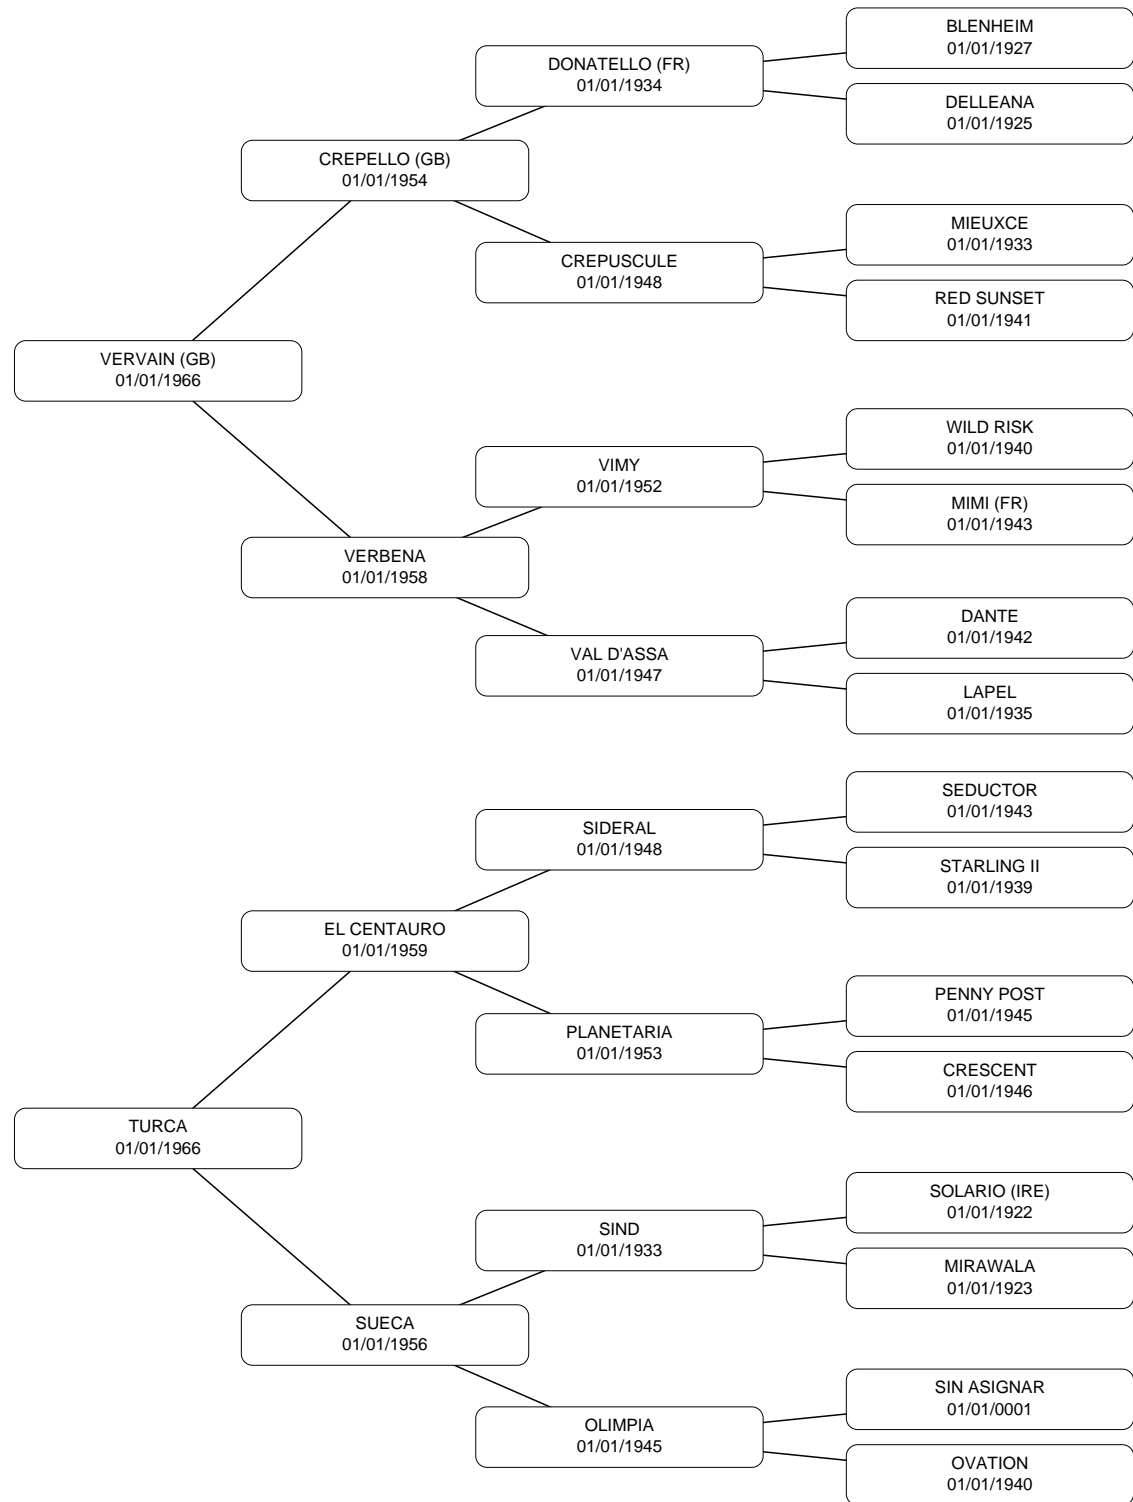 BLENHEIM
01/01/1927
DONATELLO (FR)
01/01/1934
DELLEANA
01/01/1925
CREPELLO (GB)
01/01/1954
MIEUXCE
01/01/1933
CREPUSCULE
01/01/1948
RED SUNSET
01/01/1941
VERVAIN (GB)
01/01/1966
WILD RISK
01/01/1940
VIMY
01/01/1952
MIMI (FR)
01/01/1943
VERBENA
01/01/1958
DANTE
01/01/1942
VAL D'ASSA
01/01/1947
LAPEL
01/01/1935
SEDUCTOR
01/01/1943
SIDERAL
01/01/1948
STARLING II
01/01/1939
EL CENTAURO
01/01/1959
PENNY POST
01/01/1945
PLANETARIA
01/01/1953
CRESCENT
01/01/1946
TURCA
01/01/1966
SOLARIO (IRE)
01/01/1922
SIND
01/01/1933
MIRAWALA
01/01/1923
SUECA
01/01/1956
SIN ASIGNAR
01/01/0001
OLIMPIA
01/01/1945
OVATION
01/01/1940